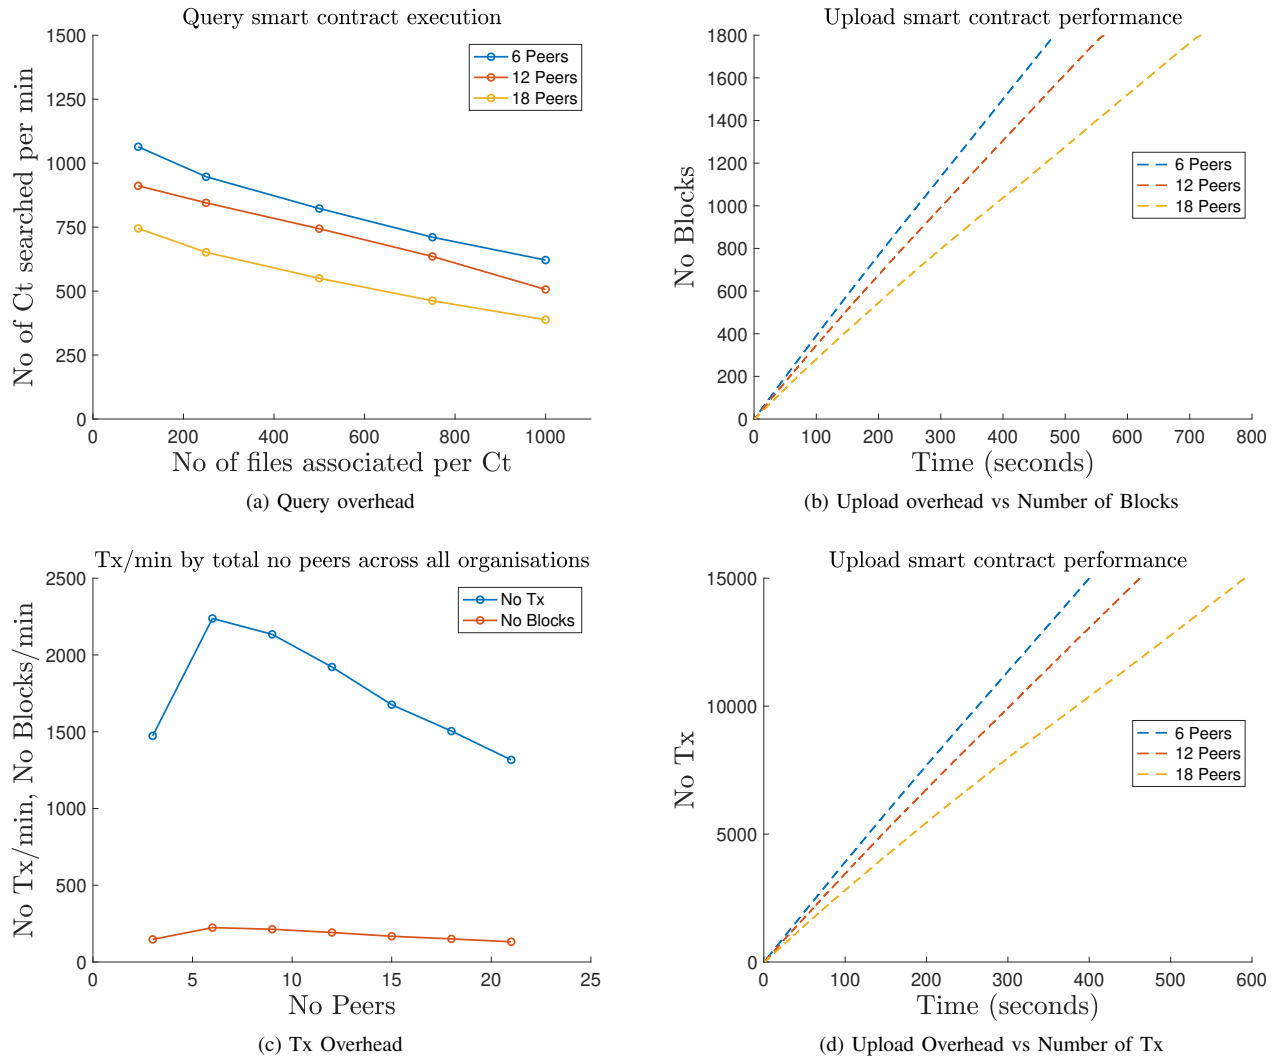 Query smart contract execution
1500
1250
1000
750
500
250
0
No of Ct searched per min
6 Peers
12 Peers
18 Peers
0 200 400 600 800 1000
No of files associated per Ct
(a) Query overhead
Upload smart contract performance
1800
1600
1400
1200
1000
800
600
400
200
0
No Blocks
6 Peers
12 Peers
18 Peers
0 100 200 300 400 500 600 700 800
Time (seconds)
(b) Upload overhead vs Number of Blocks
Tx/min by total no peers across all organisations
2500
2000
1500
1000
500
0
No Tx/min, No Blocks/min
No Tx
No Blocks
0 5 10 15 20 25
No Peers
(c) Tx Overhead
Upload smart contract performance
15000
10000
5000
0
No Tx
6 Peers
12 Peers
18 Peers
0 100 200 300 400 500 600
Time (seconds)
(d) Upload Overhead vs Number of Tx